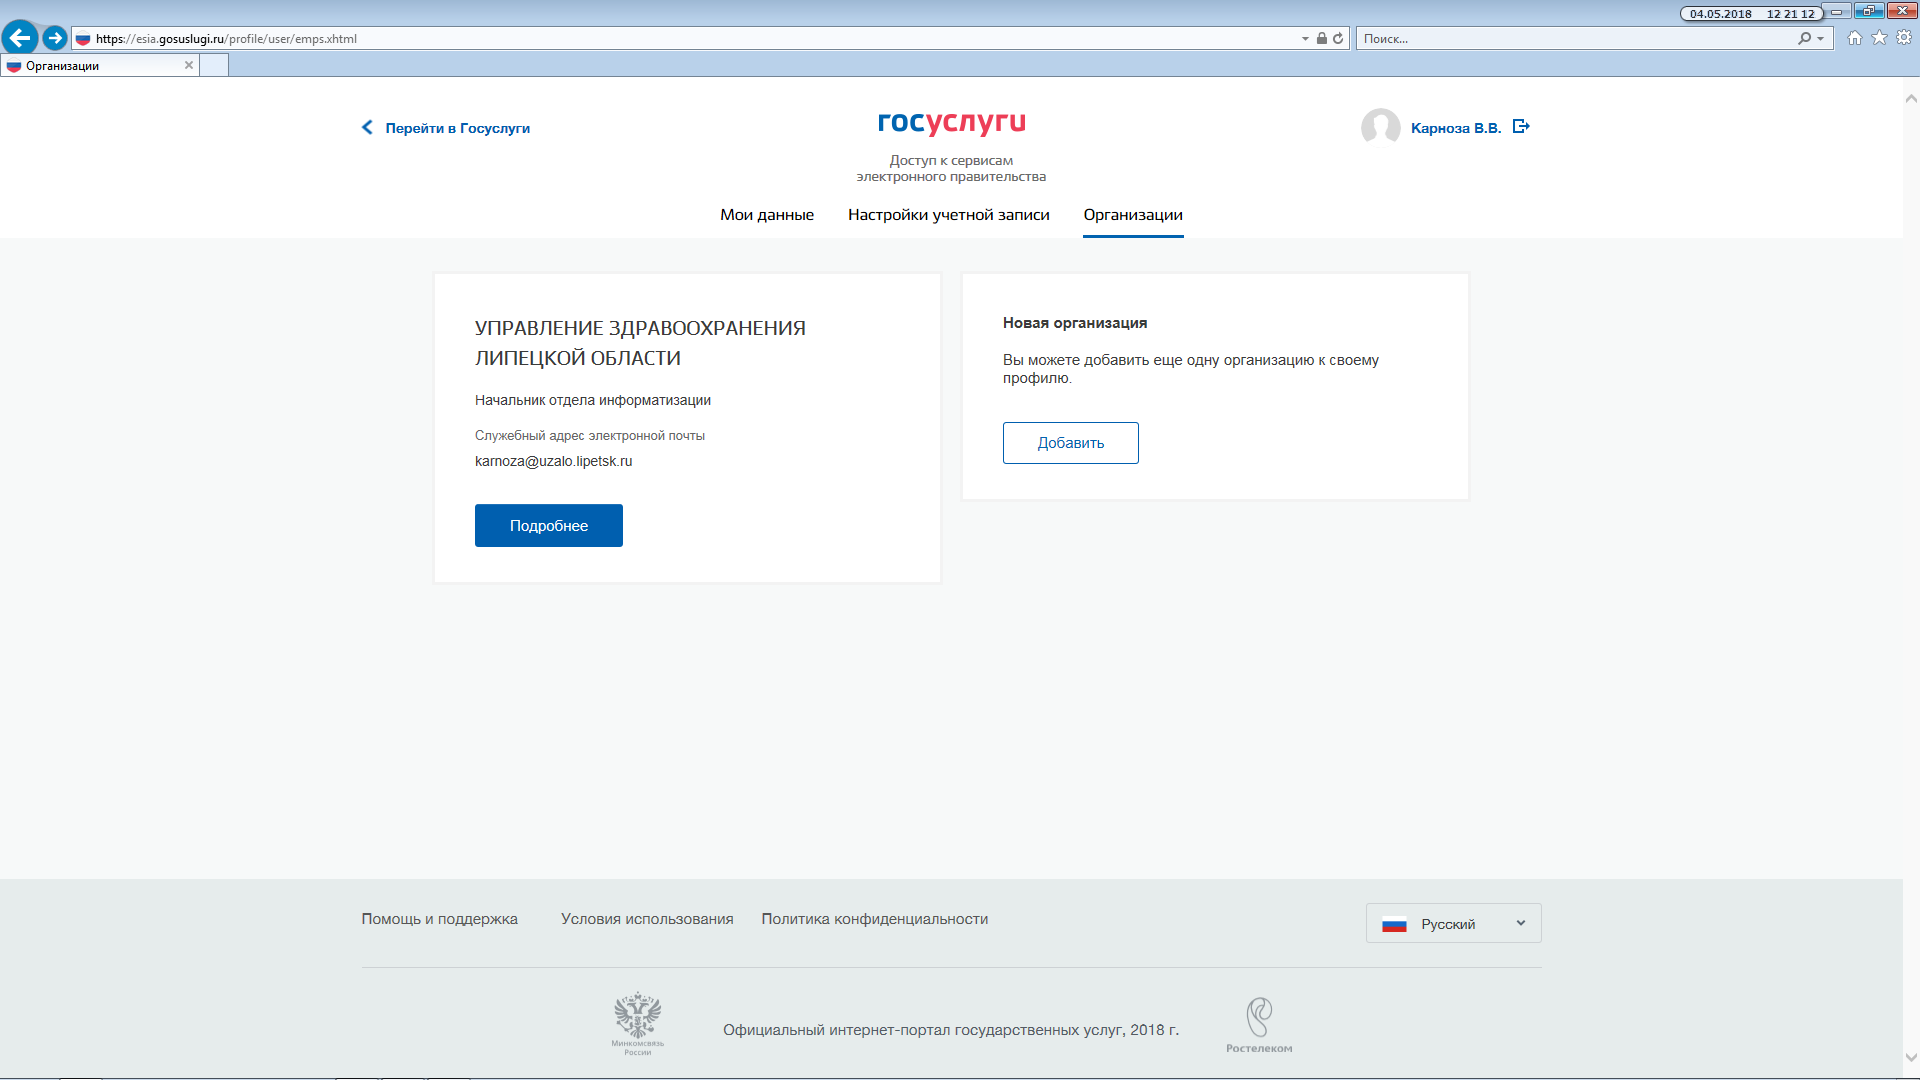 04.05.2018 12 21 12
https://esia.gosuslugi.ru/profile/user/emps.xhtml
Поиск...
Организации
Перейти в Госуслуги
госуслуги
Карноза В.В.
Доступ к сервисам
электронного правительства
Мои данные
Настройки учетной записи
Организации
УПРАВЛЕНИЕ ЗДРАВООХРАНЕНИЯ
ЛИПЕЦКОЙ ОБЛАСТИ
Начальник отдела информатизации
Служебный адрес электронной почты
karnoza@uzalo.lipetsk.ru
Подробнее
Новая организация
Вы можете добавить еще одну организацию к своему
профилю.
Добавить
Помощь и поддержка
Условия использования
Политика конфиденциальности
Русский
Минкомсвязь
России
Официальный интернет-портал государственных услуг, 2018 г.
Ростелеком